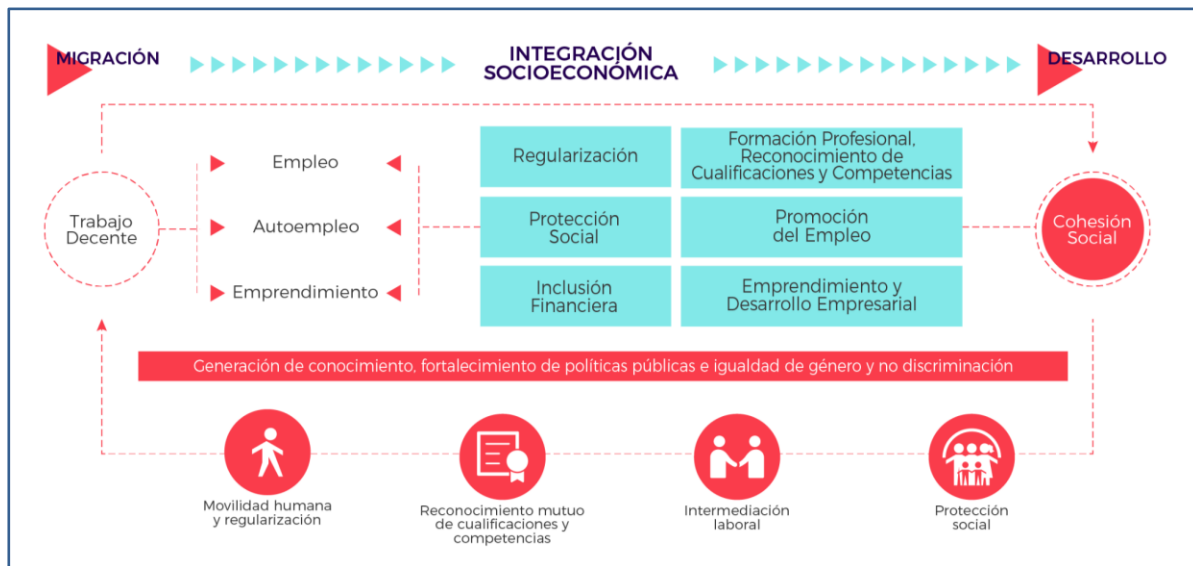 MIGRACIÓN
INTEGRACIÓN
SOCIOECONÓMICA
DESARROLLO
Trabajo
Decente
Empleo
Autoempleo
Emprendimiento
Regularización
Formación Profesional,
Reconocimiento de
Cualificaciones y Competencias
Protección
Social
Promoción
del Empleo
Inclusión
Financiera
Emprendimiento y
Desarrollo Empresarial
Cohesión
Social
Generación de conocimiento, fortalecimiento de políticas públicas e igualdad de género y no discriminación
Movilidad humana
y regularización
Reconocimiento mutuo
de cualificaciones y
competencias
Intermediación
laboral
Protección
social